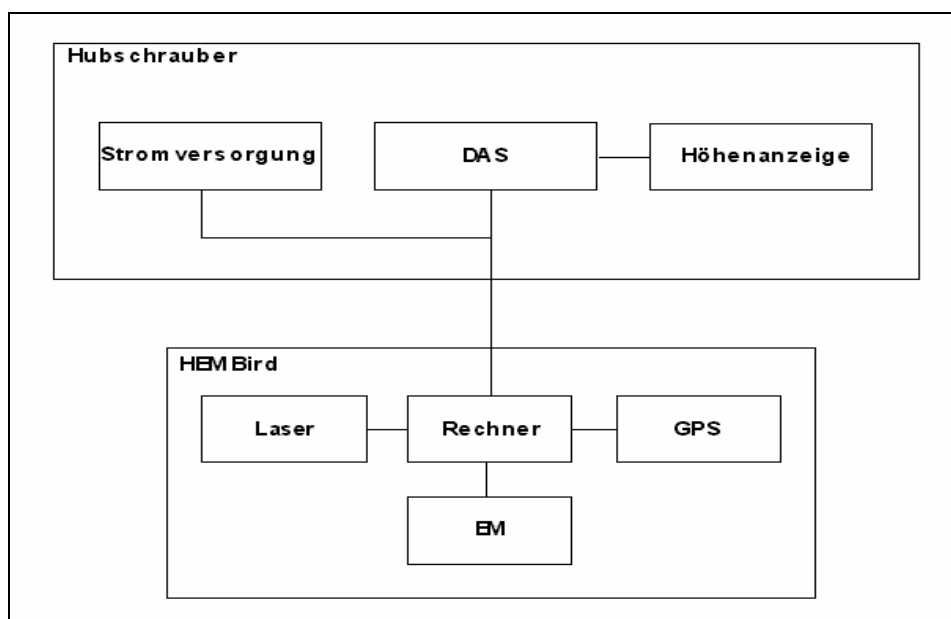 Hubschrauber
Stromversorgung
DAS
Höhenanzeige
HEM Bird
Laser
Rechner
GPS
EM